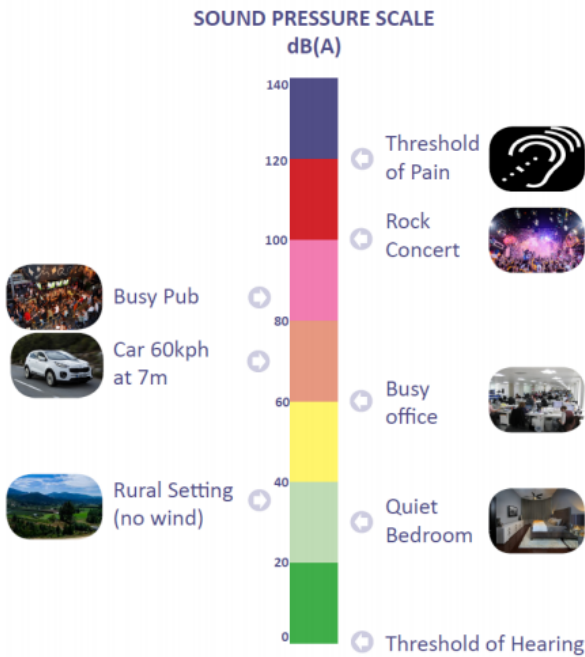 SOUND PRESSURE SCALE
dB(A)
140
Threshold
of Pain
120
Rock
Concert
100
Busy Pub
80
Car 60kph
at 7m
60
Busy
office
40
Rural Setting
(no wind)
Quiet
Bedroom
20
0
Threshold of Hearing